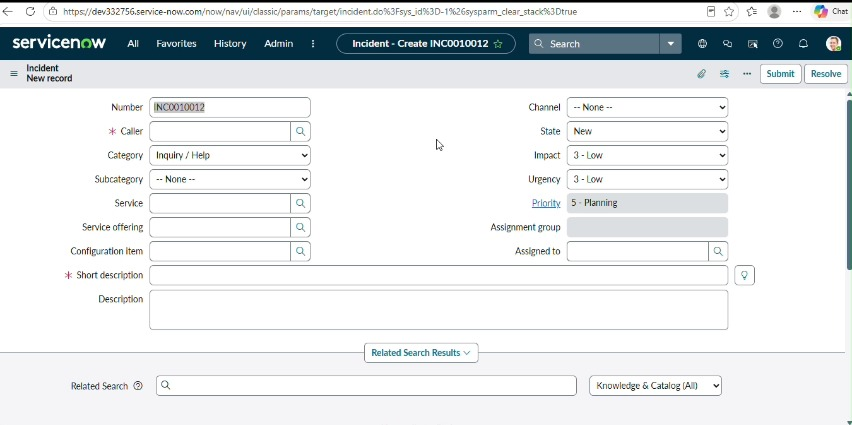 https://dev332756.service-now.com/now/nav/ui/classic/params/target/incident.do%3Fsys_id%3D-1%26sysparm_clear_stack%3Dtrue
Chat
servicenow All Favorites History Admin Incident - Create INC0010012 Search
Incident
New record
Submit Resolve
Number INC0010012 Channel -- None --
* Caller State New
Category Inquiry / Help Impact 3 - Low
Subcategory -- None -- Urgency 3 - Low
Service Priority 5 - Planning
Service offering Assignment group
Configuration item Assigned to
* Short description
Description
Related Search Results
Related Search Knowledge & Catalog (All)